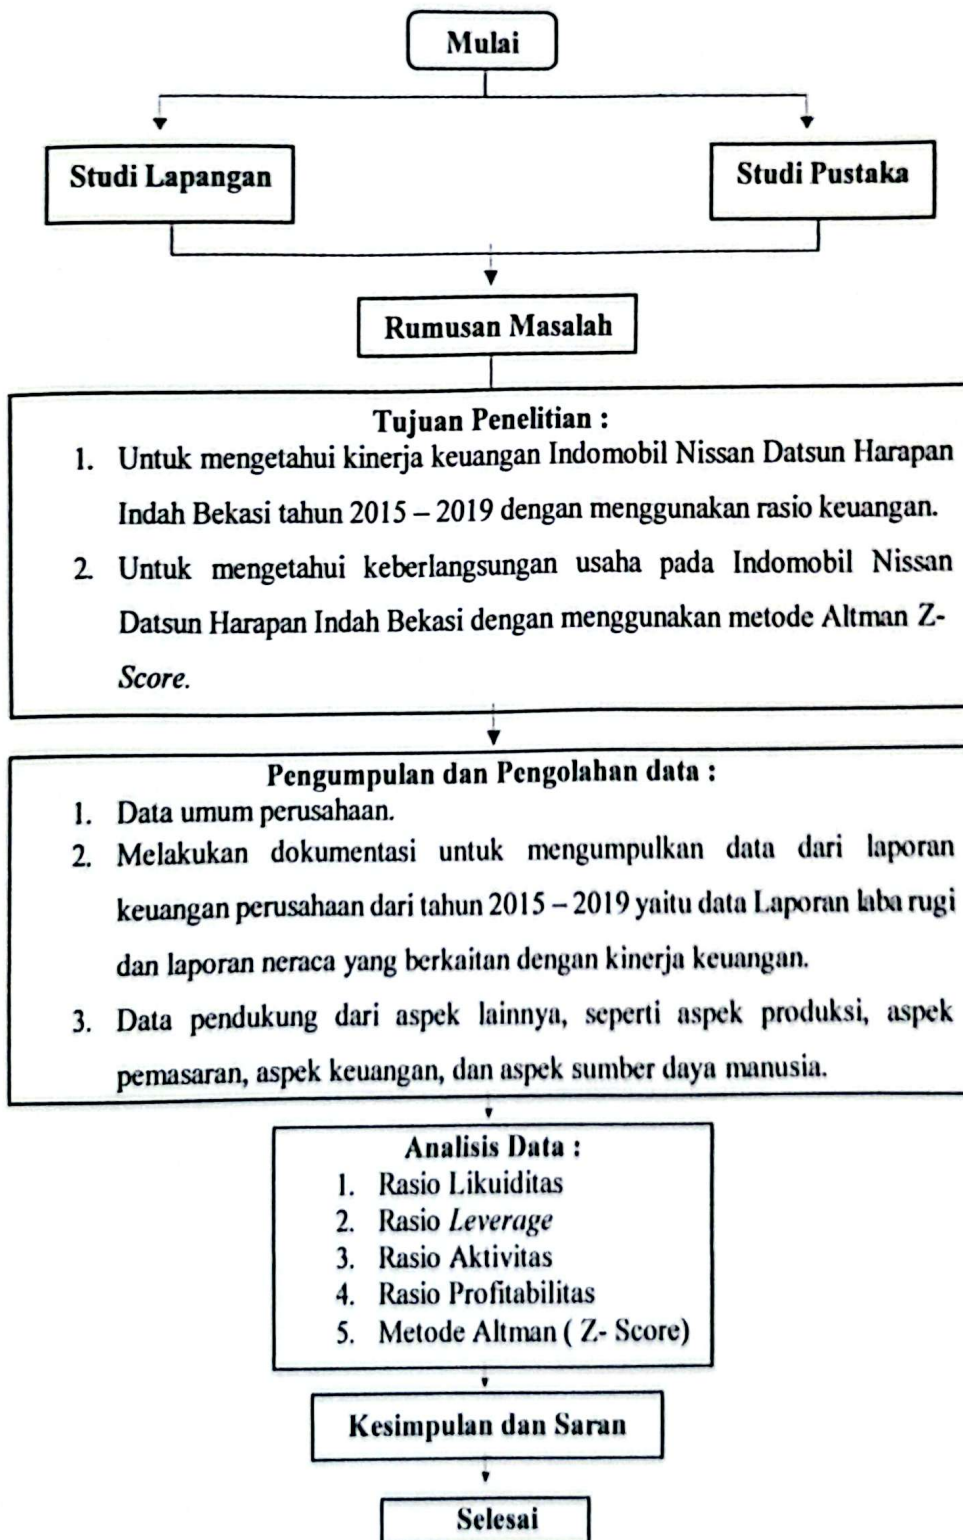 Mulai
Studi Lapangan
Studi Pustaka
Rumusan Masalah
Tujuan Penelitian :
1. Untuk mengetahui kinerja keuangan Indomobil Nissan Datsun Harapan
Indah Bekasi tahun 2015 – 2019 dengan menggunakan rasio keuangan.
2. Untuk mengetahui keberlangsungan usaha pada Indomobil Nissan
Datsun Harapan Indah Bekasi dengan menggunakan metode Altman Z-
Score.
Pengumpulan dan Pengolahan data :
1. Data umum perusahaan.
2. Melakukan dokumentasi untuk mengumpulkan data dari laporan
keuangan perusahaan dari tahun 2015 – 2019 yaitu data Laporan laba rugi
dan laporan neraca yang berkaitan dengan kinerja keuangan.
3. Data pendukung dari aspek lainnya, seperti aspek produksi, aspek
pemasaran, aspek keuangan, dan aspek sumber daya manusia.
Analisis Data :
1. Rasio Likuiditas
2. Rasio Leverage
3. Rasio Aktivitas
4. Rasio Profitabilitas
5. Metode Altman ( Z- Score)
Kesimpulan dan Saran
Selesai